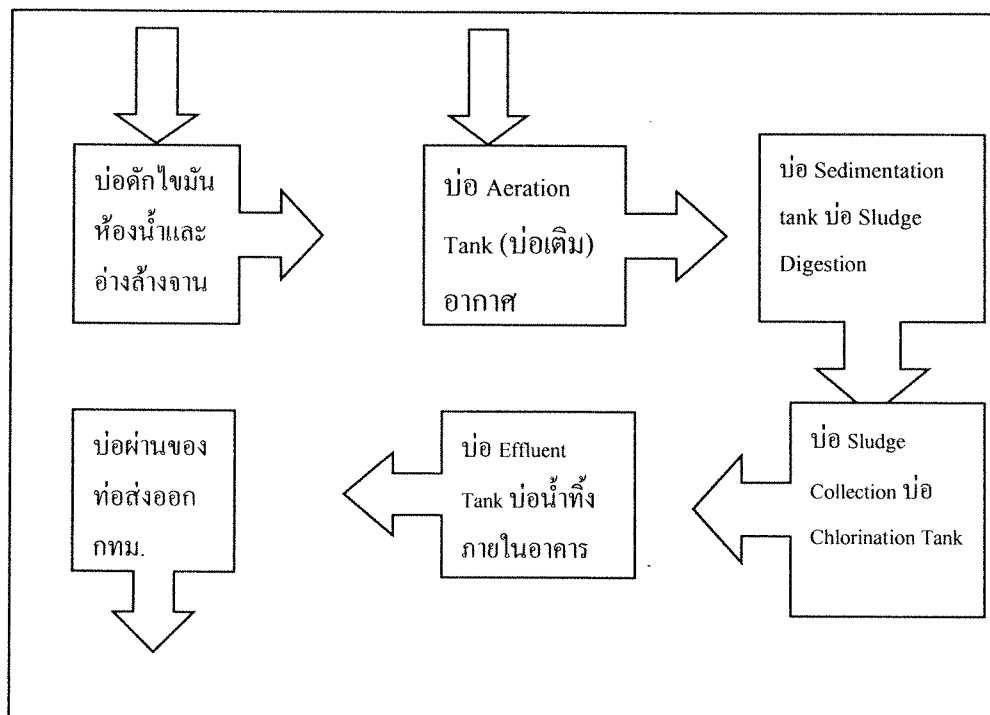 บ่อดักไขมัน
ห้องน้ำและ
อ่างล้างจาน
บ่อ Aeration
Tank (บ่อเติม)
อากาศ
บ่อ Sedimentation
tank บ่อ Sludge
Digestion
บ่อ Sludge
Collection บ่อ
Chlorination Tank
บ่อ Effluent
Tank บ่อน้ำทิ้ง
ภายในอาคาร
บ่อผ่านของ
ท่อส่งออก
กทม.